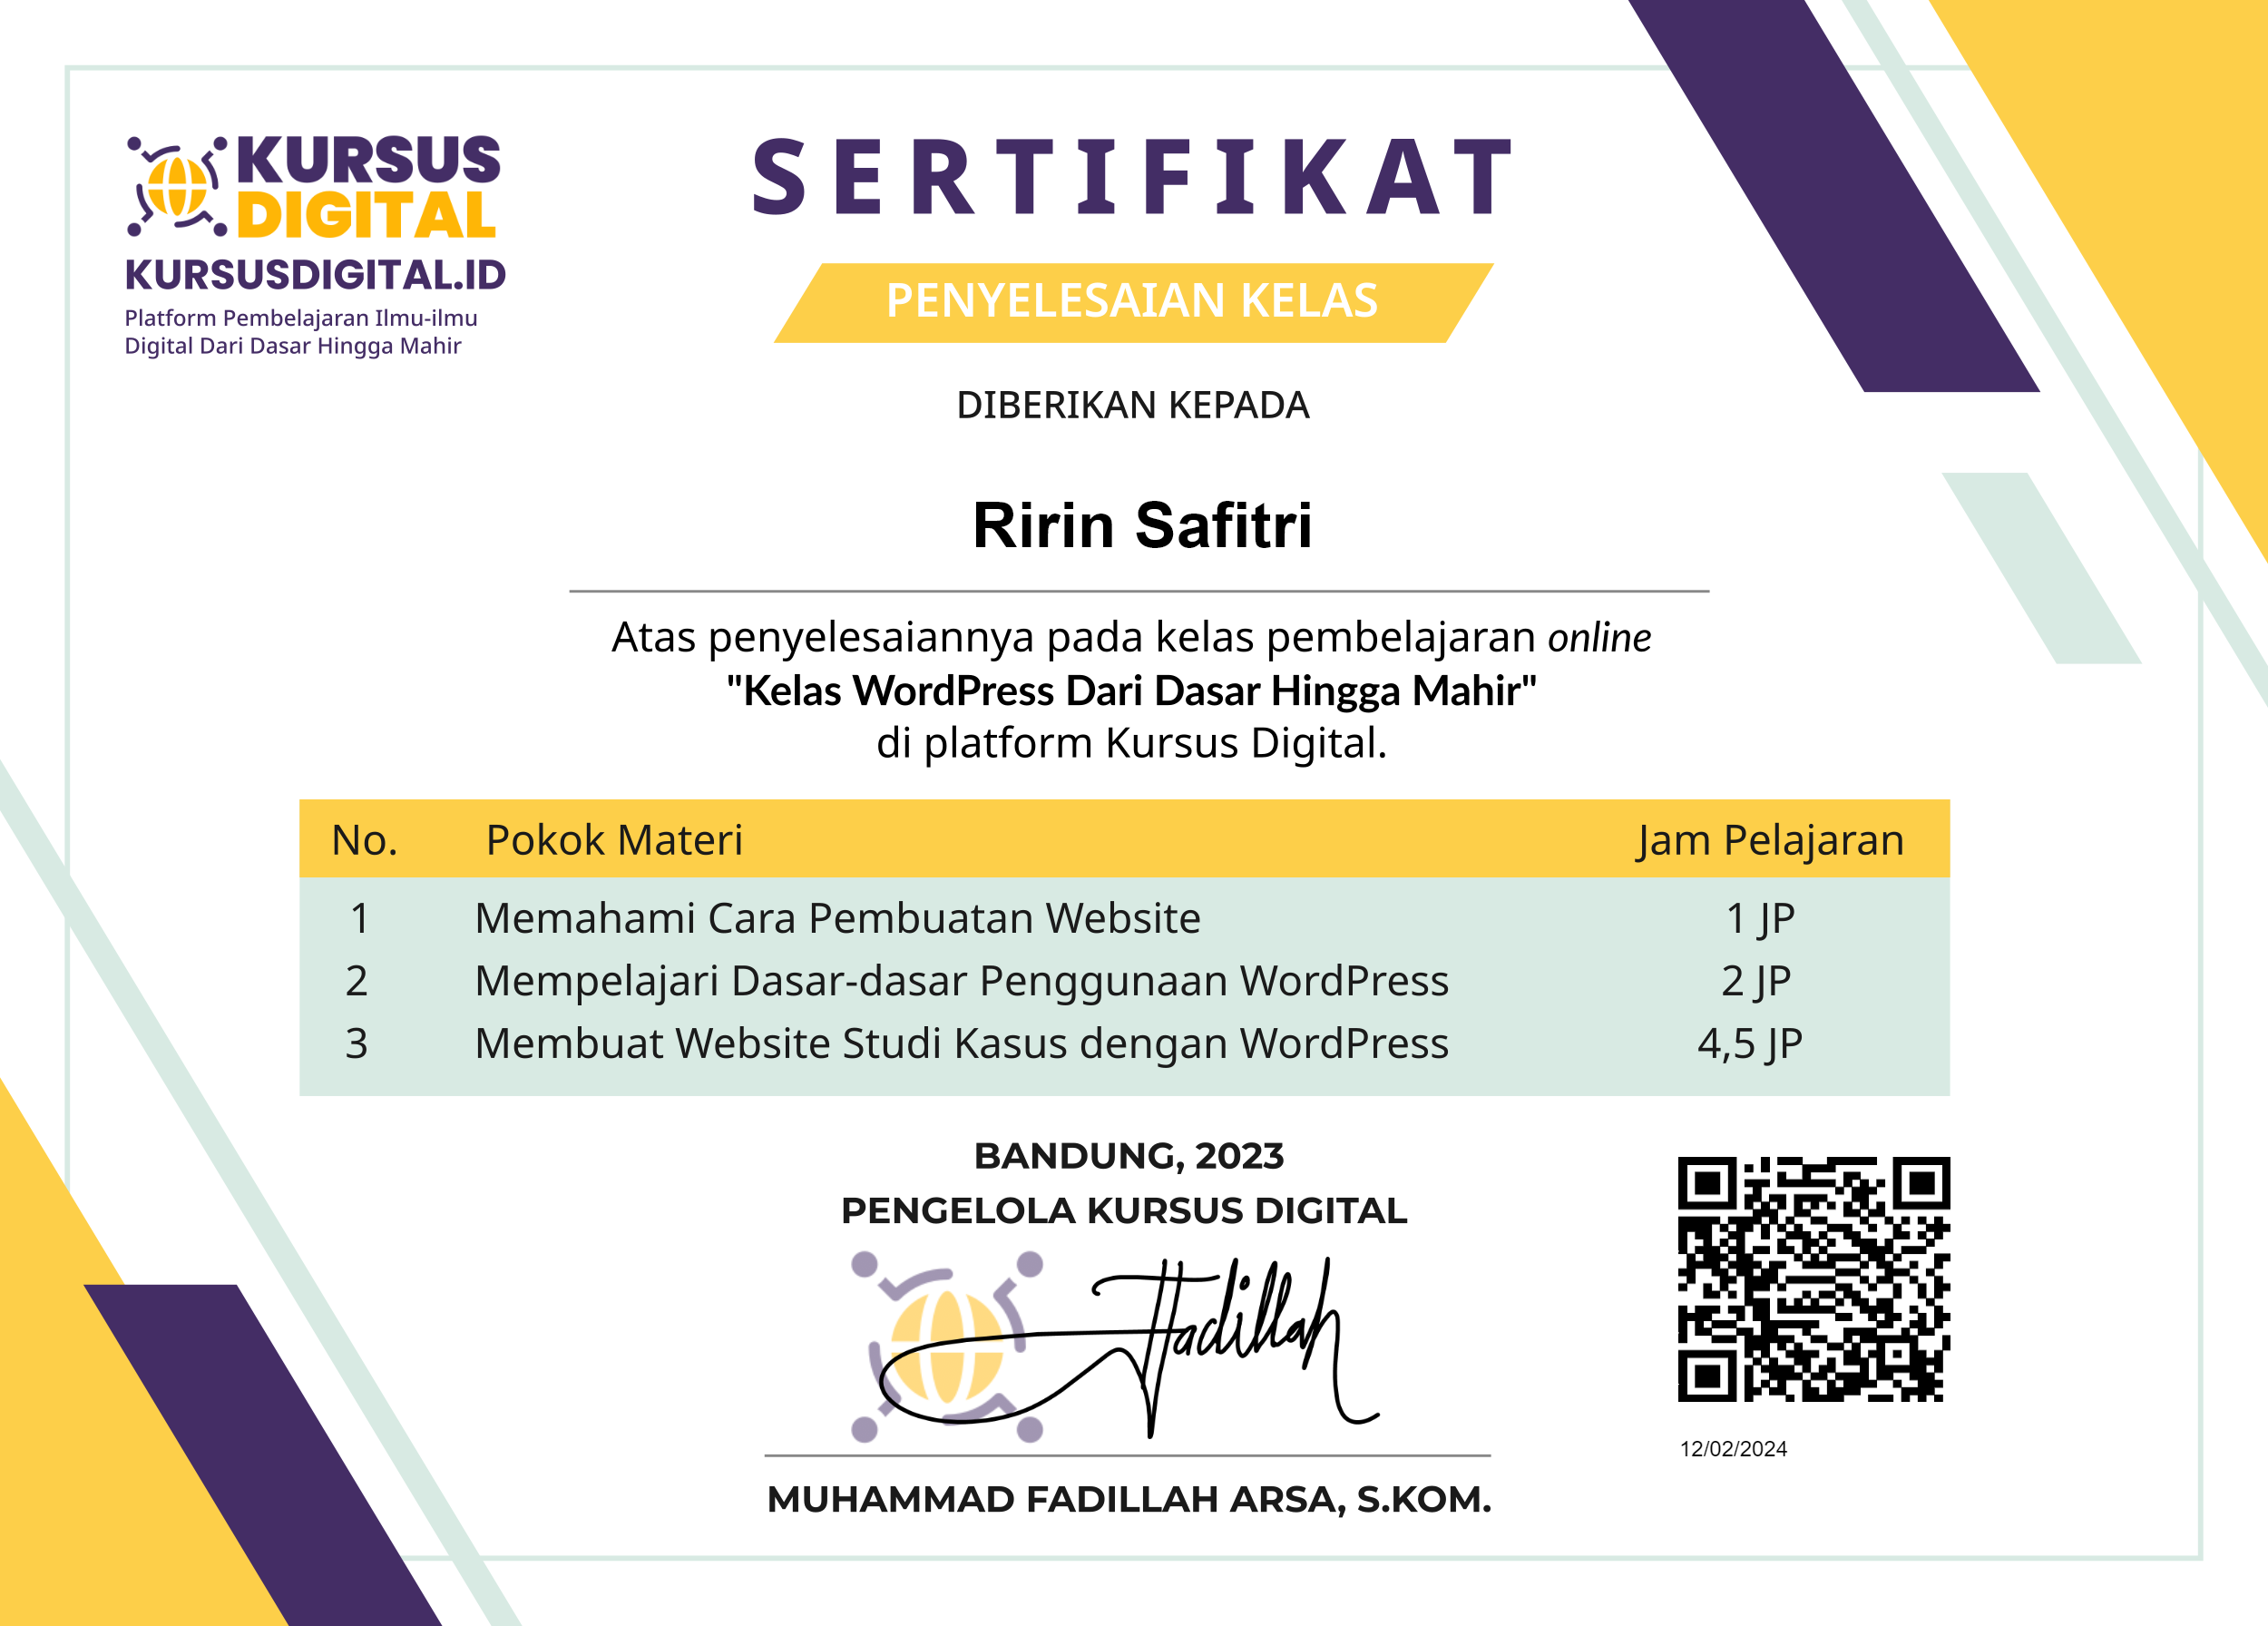 KURSUS
DIGITAL
KURSUSDIGITAL.ID
Platform Pembelajaran Ilmu-ilmu
Digital Dari Dasar Hingga Mahir
SERTIFIKAT
PENYELESAIAN KELAS
DIBERIKAN KEPADA
Ririn Safitri
Atas penyelesaiannya pada kelas pembelajaran online
"Kelas WordPress Dari Dasar Hingga Mahir"
di platform Kursus Digital.
No. Pokok Materi Jam Pelajaran
1 Memahami Cara Pembuatan Website 1 JP
2 Mempelajari Dasar-dasar Penggunaan WordPress 2 JP
3 Membuat Website Studi Kasus dengan WordPress 4,5 JP
BANDUNG, 2023
PENGELOLA KURSUS DIGITAL
Fadillah
MUHAMMAD FADILLAH ARSA, S.KOM.
12/02/2024